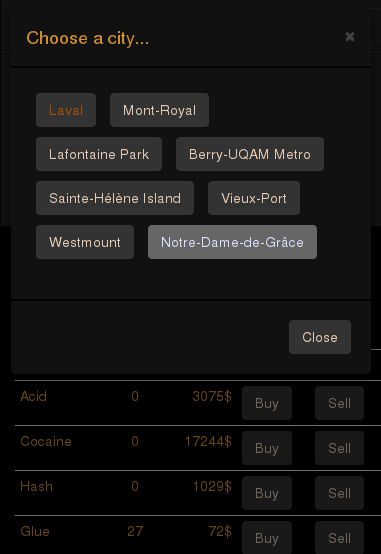 Choose a city...
×
Laval Mont-Royal
Lafontaine Park Berry-UQAM Metro
Sainte-Hélène Island Vieux-Port
Westmount Notre-Dame-de-Grâce
Close
Acid 0 3075$ Buy Sell
Cocaine 0 17244$ Buy Sell
Hash 0 1029$ Buy Sell
Glue 27 72$ Buy Sell